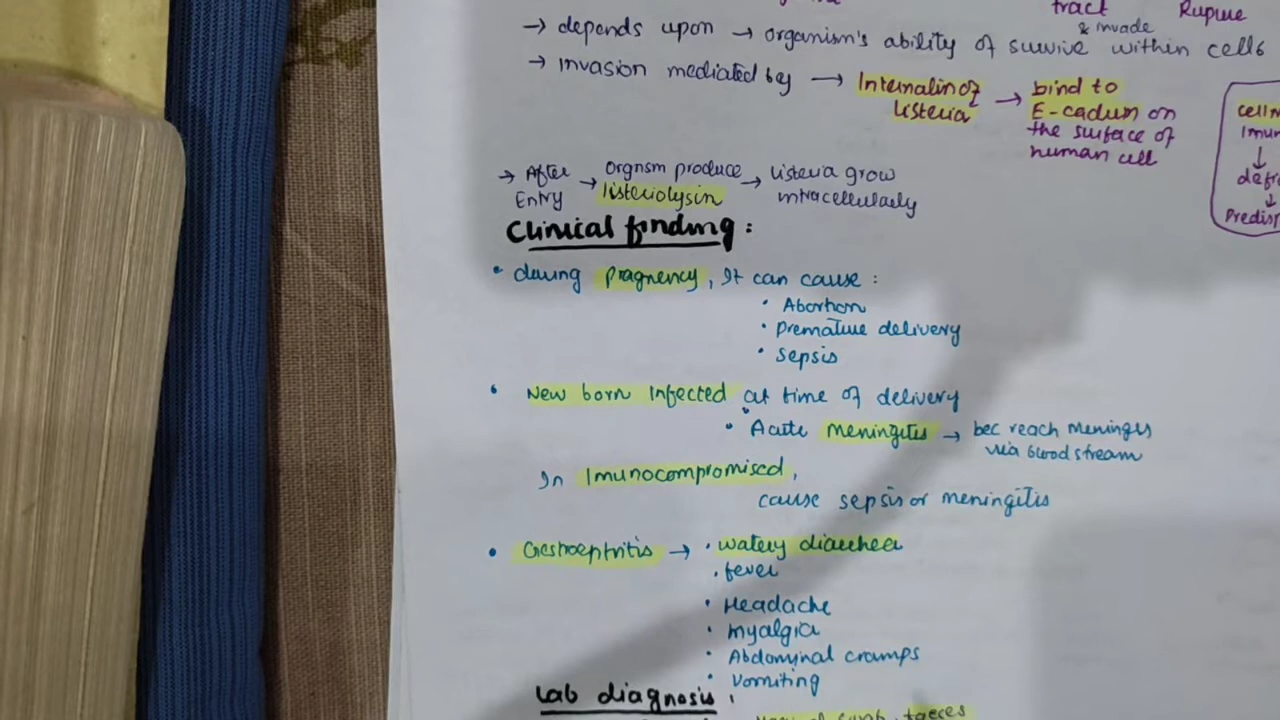 tract Rupure
& invade
→ depends upon → organism's ability of survive within cells
→ Invasion mediated by → Internalin of listeria → bind to E-cadum on the surface of human cell
→ After Entry → Orgnsm produce listeriolysin → listeria grow intracellularly
Clinical finding :
• during pragnency, It can cause :
• Abortion
• premature delivery
• sepsis
• New born Infected at time of delivery
• Acute meningitis → bec reach Meninges via blood stream
In Imunocompromised,
cause sepsis or meningitis
• → • watery diarrhea
• fever
• Headache
• myalgia
• Abdominal cramps
• Vomiting
Lab diagnosis :
faeces